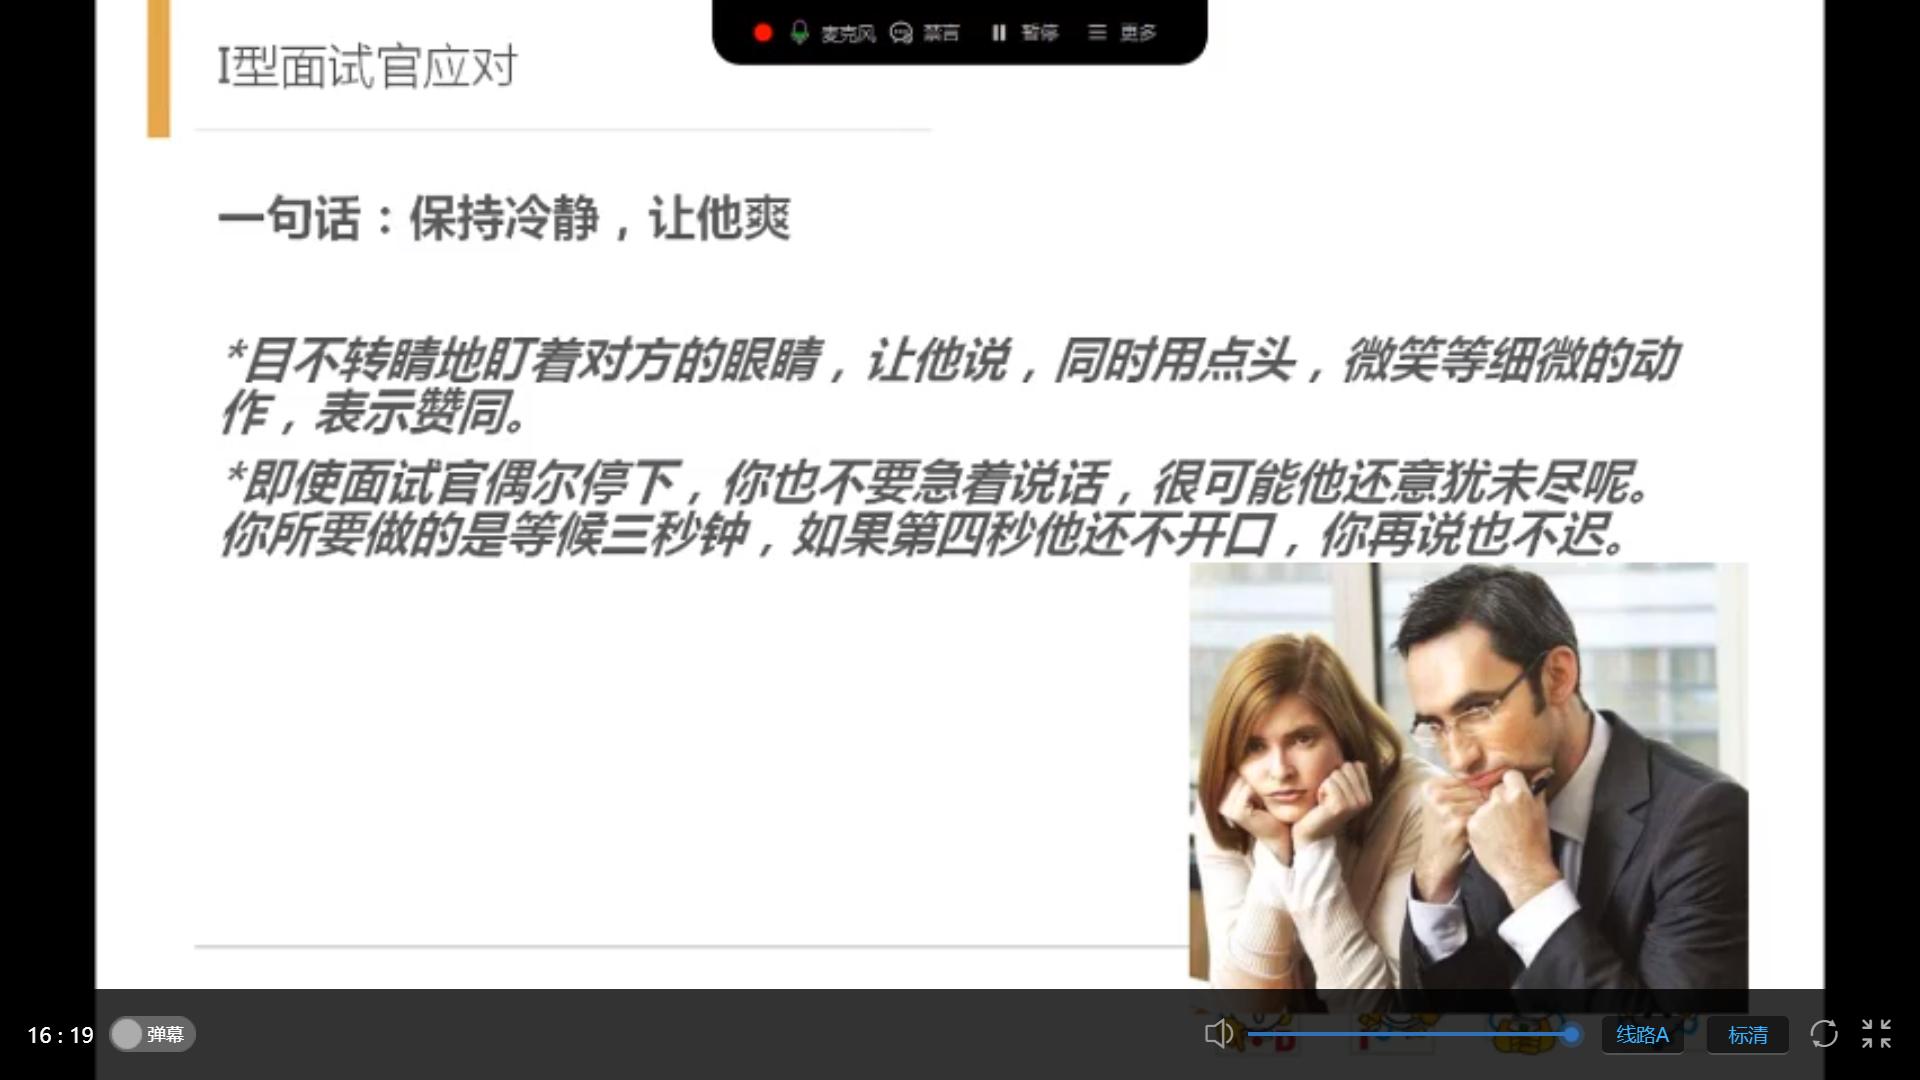 麦克风 禁言 暂停 更多
I型面试官应对
一句话：保持冷静，让他爽
*目不转睛地盯着对方的眼睛，让他说，同时用点头，微笑等细微的动
作，表示赞同。
*即使面试官偶尔停下，你也不要急着说话，很可能他还意犹未尽呢。
你所要做的是等候三秒钟，如果第四秒他还不开口，你再说也不迟。
16 : 19 弹幕 线路A 标清